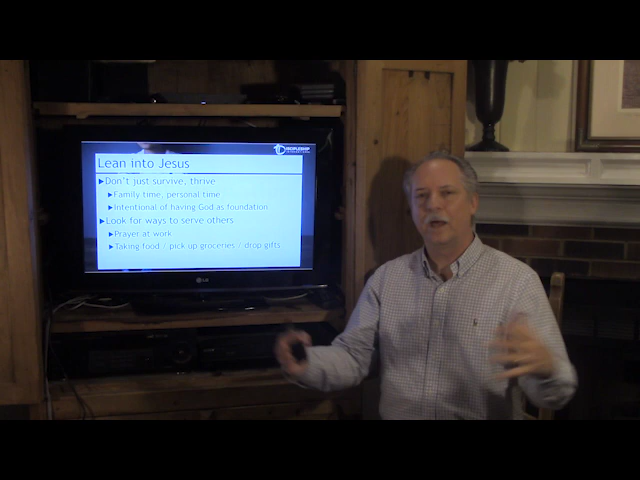 DISCIPLESHIP
Lean into Jesus
Don't just survive, thrive
Family time, personal time
Intentional of having God as foundation
Look for ways to serve others
Prayer at work
Taking food / pick up groceries / drop gifts
LG